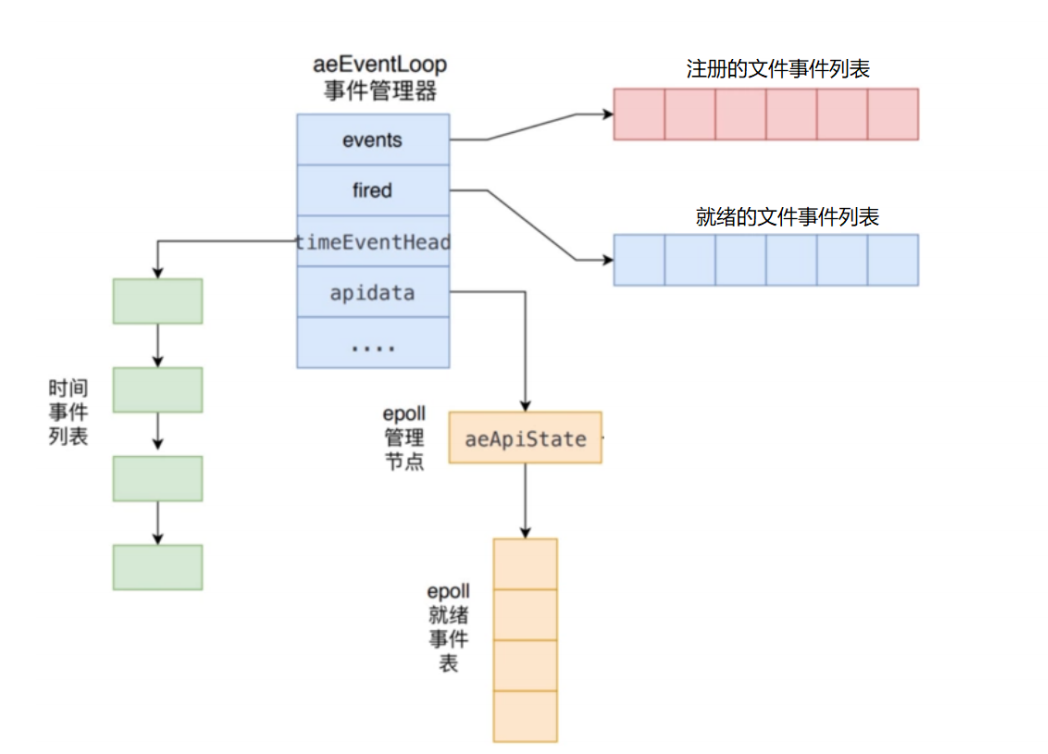 aeEventLoop
事件管理器
注册的文件事件列表
events
fired
就绪的文件事件列表
timeEventHead
apidata
....
时间
事件
列表
epoll
管理
节点
aeApiState
epoll
就绪
事件
表